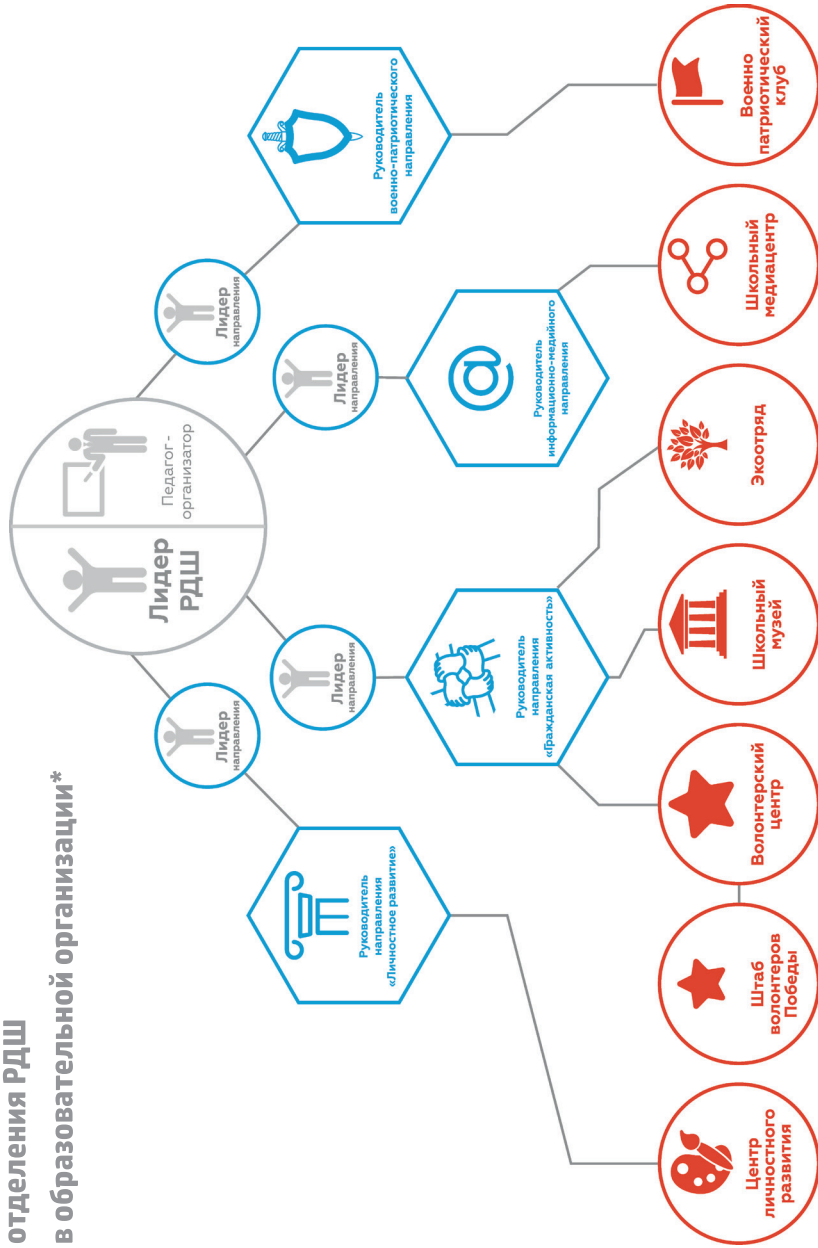 отделения РДШ
в образовательной организации*
Лидер
РДШ
Педагог -
организатор
Лидер
направления
Лидер
направления
Лидер
направления
Лидер
направления
Руководитель
направления
«Личностное развитие»
Руководитель
направления
«Гражданская активность»
Руководитель
информационно-медийного
направления
Руководитель
военно-патриотического
направления
Центр
личностного
развития
Штаб
волонтеров
Победы
Волонтерский
центр
Школьный
музей
Экоотряд
Школьный
медиацентр
Военно
патриотический
клуб